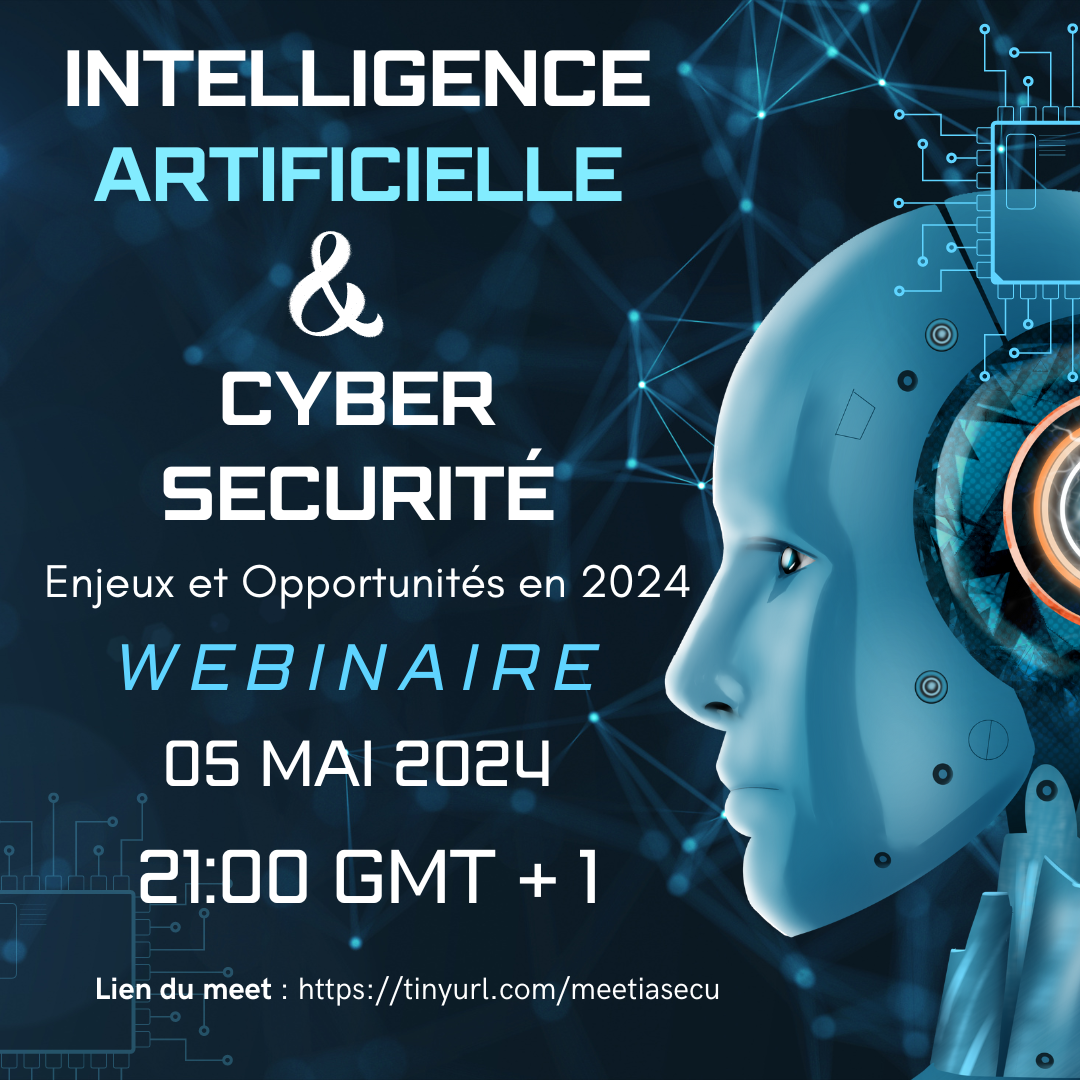 INTELLIGENCE
ARTIFICIELLE
&
CYBER
SECURITÉ
Enjeux et Opportunités en 2024
WEBINAIRE
05 MAI 2024
21:00 GMT + 1
Lien du meet : https://tinyurl.com/meetiasecu